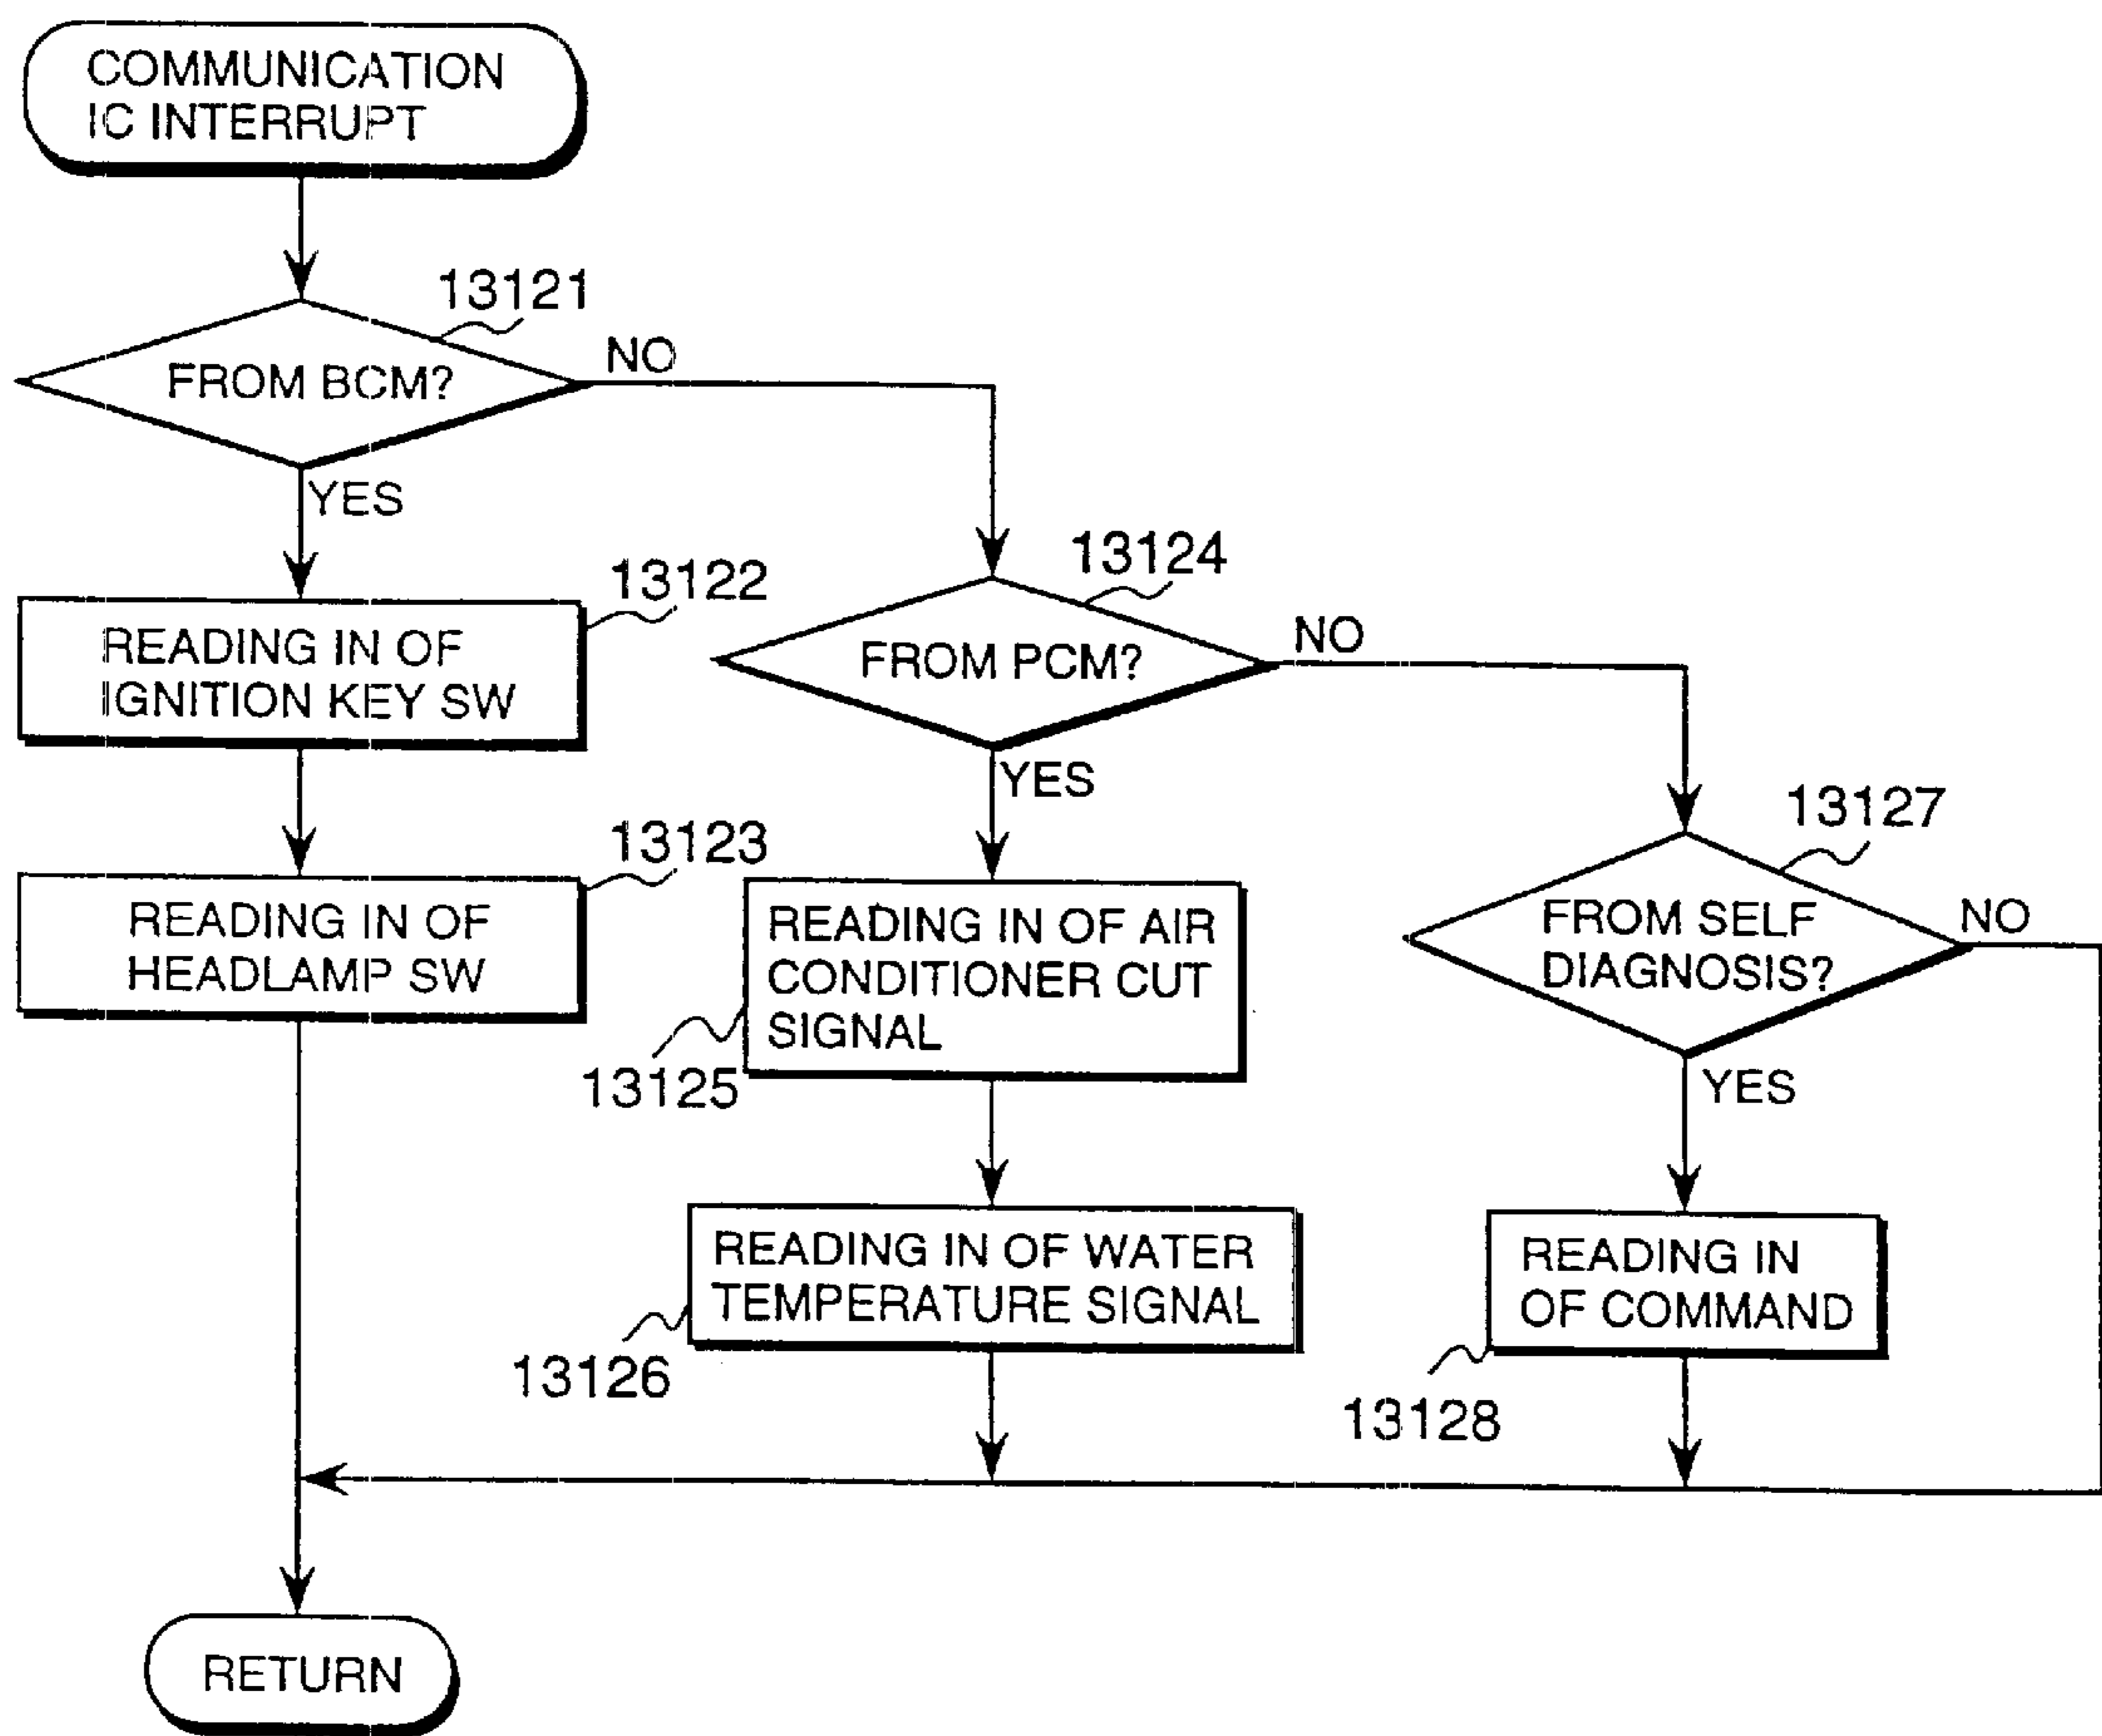 COMMUNICATION
IC INTERRUPT
13121
FROM BCM?
NO
YES
13122
READING IN OF
IGNITION KEY SW
13123
READING IN OF
HEADLAMP SW
13124
FROM PCM?
NO
YES
READING IN OF AIR
CONDITIONER CUT
SIGNAL
13125
READING IN OF WATER
TEMPERATURE SIGNAL
13126
13127
FROM SELF
DIAGNOSIS?
NO
YES
READING IN
OF COMMAND
13128
RETURN